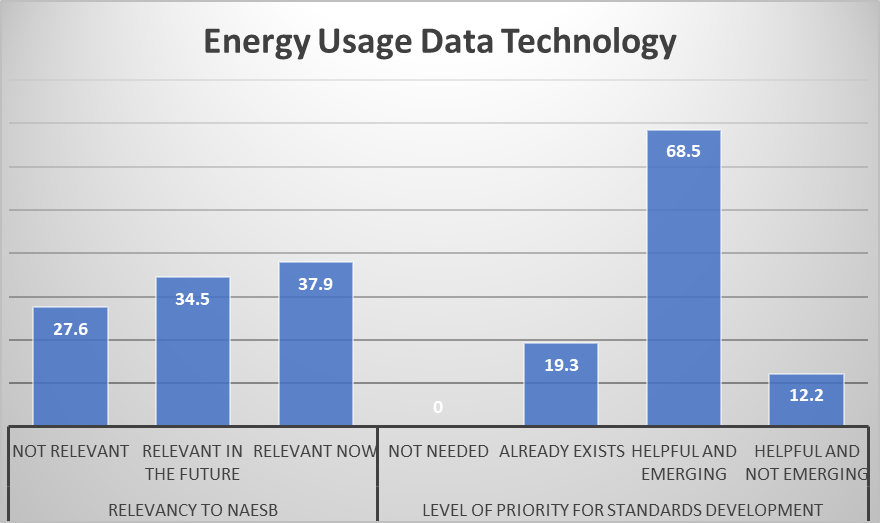 Energy Usage Data Technology
68.5
37.9
34.5
27.6
19.3
12.2
0
NOT RELEVANT
RELEVANT IN
THE FUTURE
RELEVANT NOW
NOT NEEDED
ALREADY EXISTS
HELPFUL AND
EMERGING
HELPFUL AND
NOT EMERGING
RELEVANCY TO NAESB
LEVEL OF PRIORITY FOR STANDARDS DEVELOPMENT